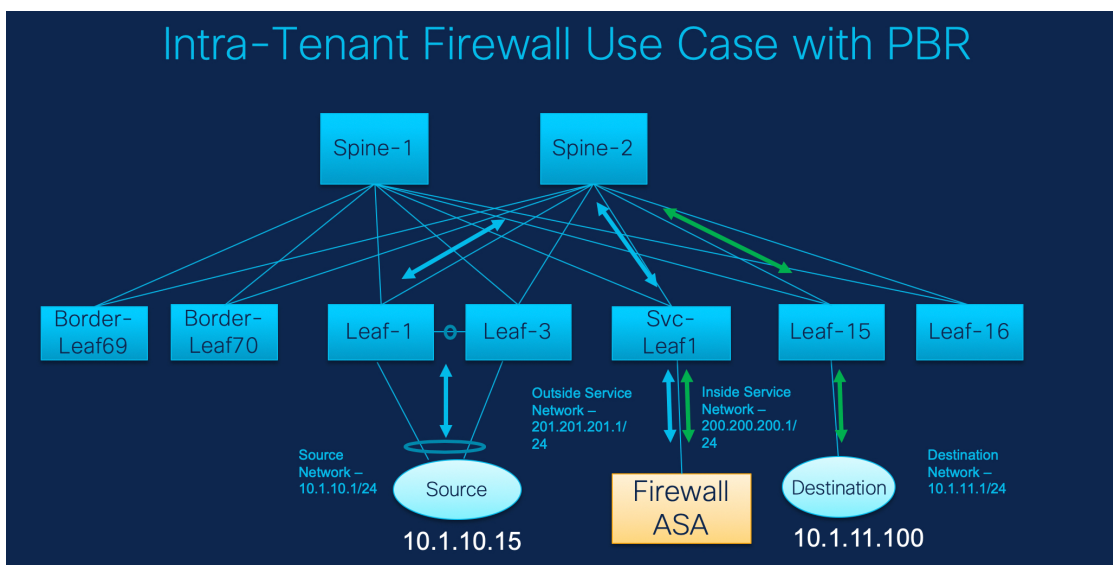 Intra-Tenant Firewall Use Case with PBR
Spine-1
Spine-2
Border-
Leaf69
Border-
Leaf70
Leaf-1
Leaf-3
Svc-
Leaf1
Leaf-15
Leaf-16
Outside Service
Network –
201.201.201.1/
24
Inside Service
Network –
200.200.200.1/
24
Source
Network –
10.1.10.1/24
Source
10.1.10.15
Firewall
ASA
Destination
10.1.11.100
Destination
Network –
10.1.11.1/24